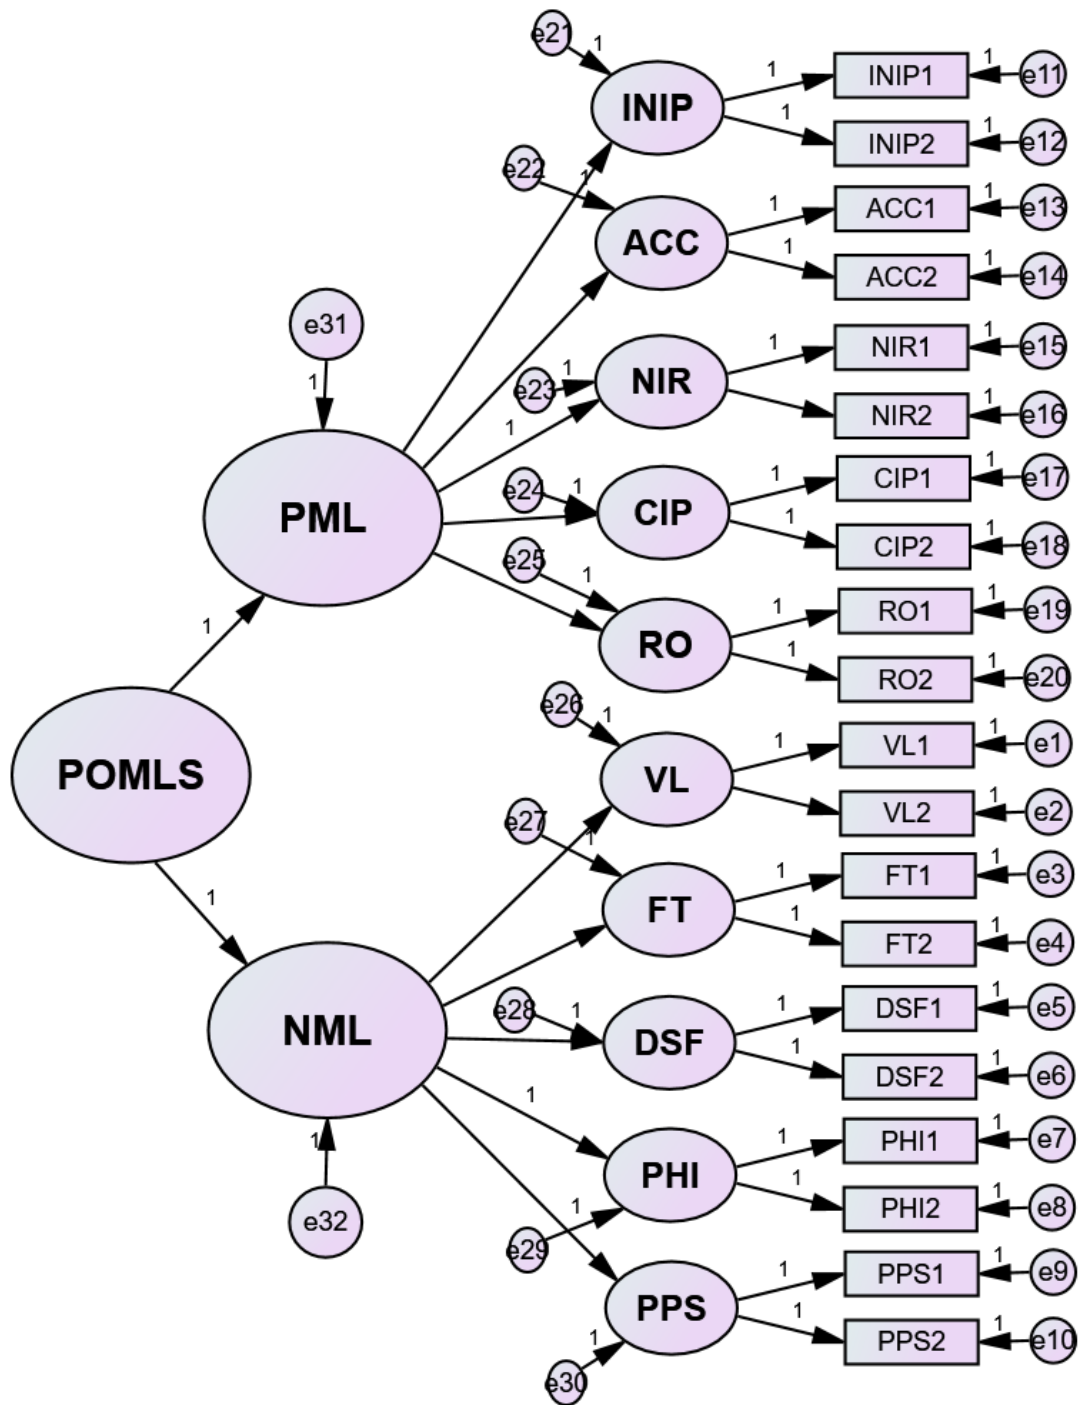 e21
1
INIP
1
INIP1
1
e11
1
INIP2
1
e12
e22
1
ACC
1
ACC1
1
e13
1
ACC2
1
e14
e31
1
e23
1
NIR
1
NIR1
1
e15
NIR2
1
e16
1
PML
e24
1
CIP
1
CIP1
1
e17
1
CIP2
1
e18
e25
1
RO
1
RO1
1
e19
1
RO2
1
e20
1
POMLS
e26
1
VL
1
VL1
1
e1
VL2
1
e2
e27
1
FT
1
FT1
1
e3
1
FT2
1
e4
1
NML
e28
1
DSF
1
DSF1
1
e5
1
DSF2
1
e6
1
PHI
1
PHI1
1
e7
1
PHI2
1
e8
1
e32
e29
1
PPS
1
PPS1
1
e9
1
PPS2
1
e10
e30
1